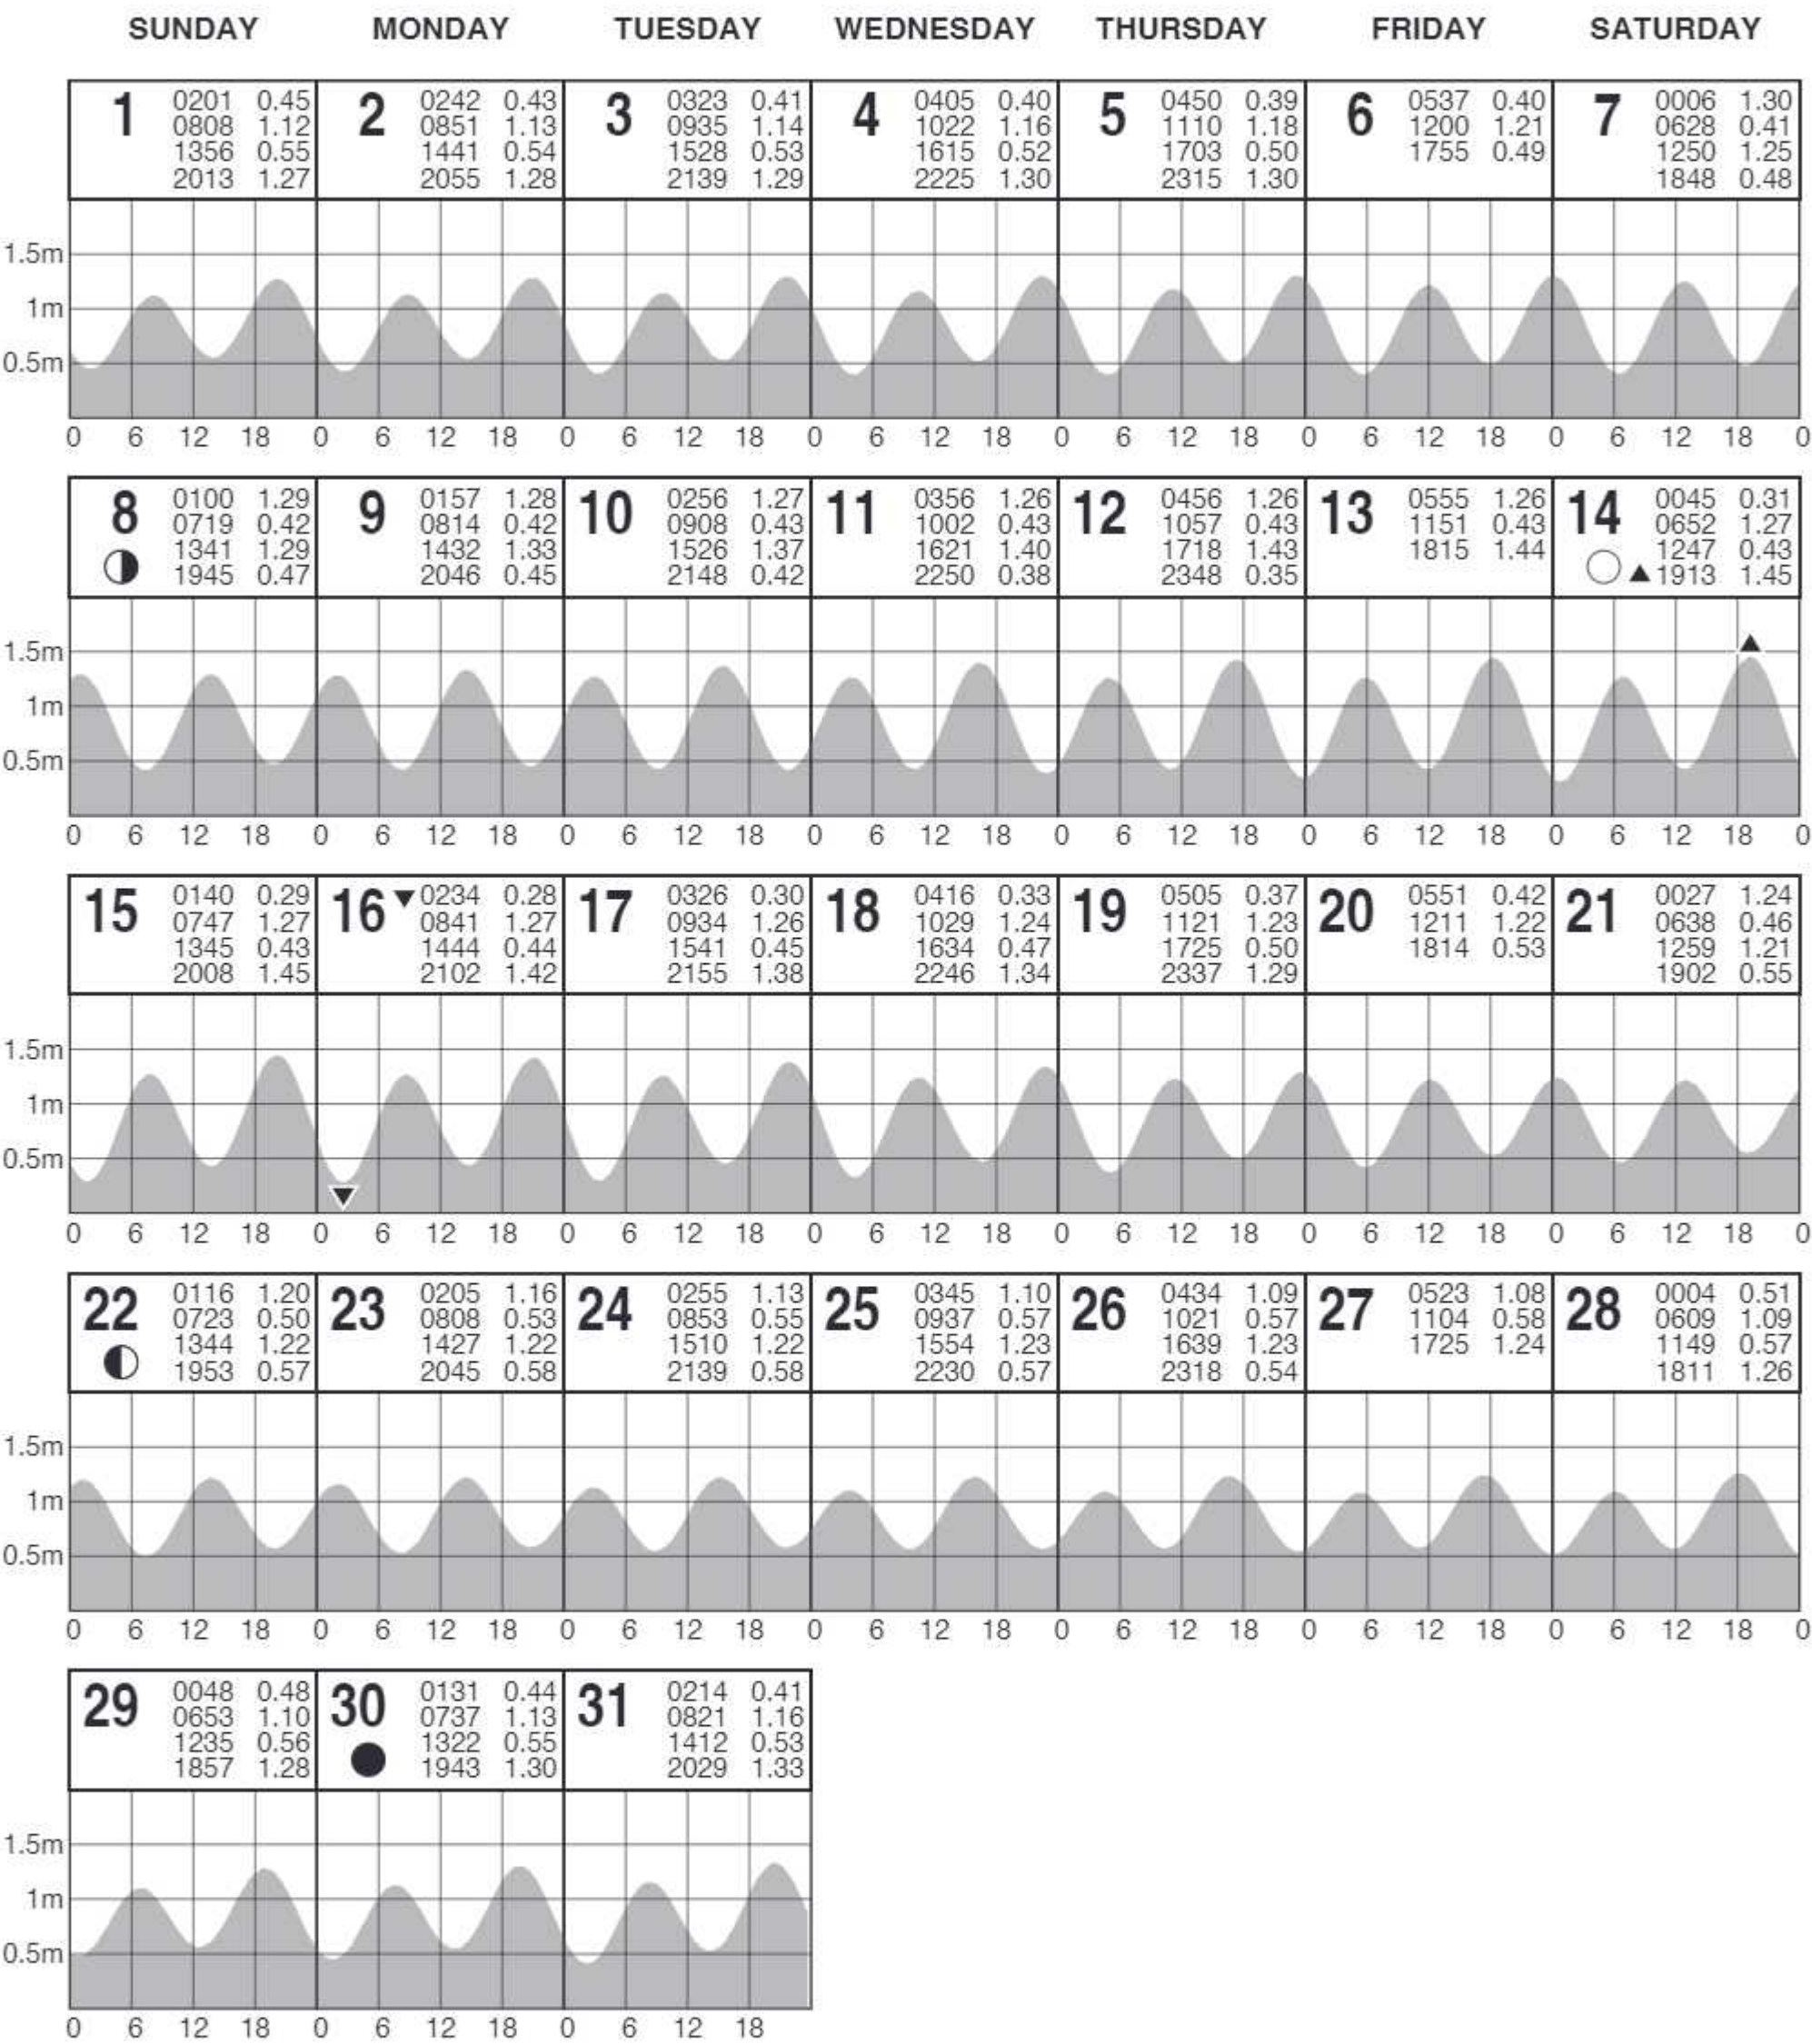 SUNDAY MONDAY TUESDAY WEDNESDAY THURSDAY FRIDAY SATURDAY
1 0201 0.45
0808 1.12
1356 0.55
2013 1.27
2 0242 0.43
0851 1.13
1441 0.54
2055 1.28
3 0323 0.41
0935 1.14
1528 0.53
2139 1.29
4 0405 0.40
1022 1.16
1615 0.52
2225 1.30
5 0450 0.39
1110 1.18
1703 0.50
2315 1.30
6 0537 0.40
1200 1.21
1755 0.49
7 0006 1.30
0628 0.41
1250 1.25
1848 0.48
1.5m
1m
0.5m
0 6 12 18 0 6 12 18 0 6 12 18 0 6 12 18 0 6 12 18 0 6 12 18 0 6 12 18 0
8 0100 1.29
0719 0.42
1341 1.29
1945 0.47
9 0157 1.28
0814 0.42
1432 1.33
2046 0.45
10 0256 1.27
0908 0.43
1526 1.37
2148 0.42
11 0356 1.26
1002 0.43
1621 1.40
2250 0.38
12 0456 1.26
1057 0.43
1718 1.43
2348 0.35
13 0555 1.26
1151 0.43
1815 1.44
14 0045 0.31
0652 1.27
1247 0.43
▲ 1913 1.45
1.5m
1m
0.5m
0 6 12 18 0 6 12 18 0 6 12 18 0 6 12 18 0 6 12 18 0 6 12 18 0 6 12 18 0
15 0140 0.29
0747 1.27
1345 0.43
2008 1.45
16 ▼ 0234 0.28
0841 1.27
1444 0.44
2102 1.42
17 0326 0.30
0934 1.26
1541 0.45
2155 1.38
18 0416 0.33
1029 1.24
1634 0.47
2246 1.34
19 0505 0.37
1121 1.23
1725 0.50
2337 1.29
20 0551 0.42
1211 1.22
1814 0.53
21 0027 1.24
0638 0.46
1259 1.21
1902 0.55
1.5m
1m
0.5m
0 6 12 18 0 6 12 18 0 6 12 18 0 6 12 18 0 6 12 18 0 6 12 18 0 6 12 18 0
22 0116 1.20
0723 0.50
1344 1.22
1953 0.57
23 0205 1.16
0808 0.53
1427 1.22
2045 0.58
24 0255 1.13
0853 0.55
1510 1.22
2139 0.58
25 0345 1.10
0937 0.57
1554 1.23
2230 0.57
26 0434 1.09
1021 0.57
1639 1.23
2318 0.54
27 0523 1.08
1104 0.58
1725 1.24
28 0004 0.51
0609 1.09
1149 0.57
1811 1.26
1.5m
1m
0.5m
0 6 12 18 0 6 12 18 0 6 12 18 0 6 12 18 0 6 12 18 0 6 12 18 0 6 12 18 0
29 0048 0.48
0653 1.10
1235 0.56
1857 1.28
30 0131 0.44
0737 1.13
1322 0.55
1943 1.30
31 0214 0.41
0821 1.16
1412 0.53
2029 1.33
1.5m
1m
0.5m
0 6 12 18 0 6 12 18 0 6 12 18